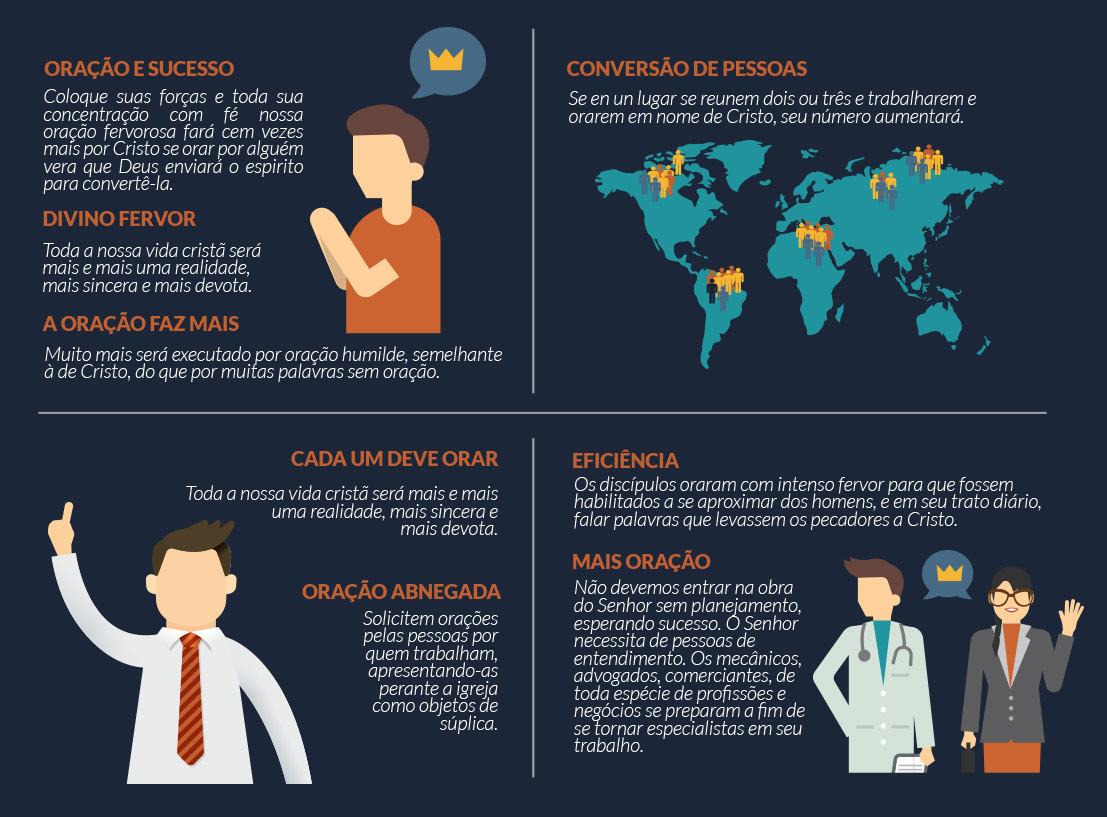 ORAÇÃO E SUCESSO
Coloque suas forças e toda sua
concentração com fé nossa
oração fervorosa fará cem vezes
mais por Cristo se orar por alguém
vera que Deus enviará o espirito
para convertê-la.
DIVINO FERVOR
Toda a nossa vida cristã será
mais e mais uma realidade,
mais sincera e mais devota.
A ORAÇÃO FAZ MAIS
Muito mais será executado por oração humilde, semelhante
à de Cristo, do que por muitas palavras sem oração.
CONVERSÃO DE PESSOAS
Se en un lugar se reunem dois ou três e trabalharem e
orarem em nome de Cristo, seu número aumentará.
CADA UM DEVE ORAR
Toda a nossa vida cristã será mais e mais
uma realidade, mais sincera e
mais devota.
ORAÇÃO ABNEGADA
Solicitem orações
pelas pessoas por
quem trabalham,
apresentando-as
perante a igreja
como objetos de
súplica.
EFICIÊNCIA
Os discípulos oraram com intenso fervor para que fossem
habilitados a se aproximar dos homens, e em seu trato diário,
falar palavras que levassem os pecadores a Cristo.
MAIS ORAÇÃO
Não devemos entrar na obra
do Senhor sem planejamento,
esperando sucesso. O Senhor
necessita de pessoas de
entendimento. Os mecânicos,
advogados, comerciantes, de
toda espécie de profissões e
negócios se preparam a fim de
se tornar especialistas em seu
trabalho.